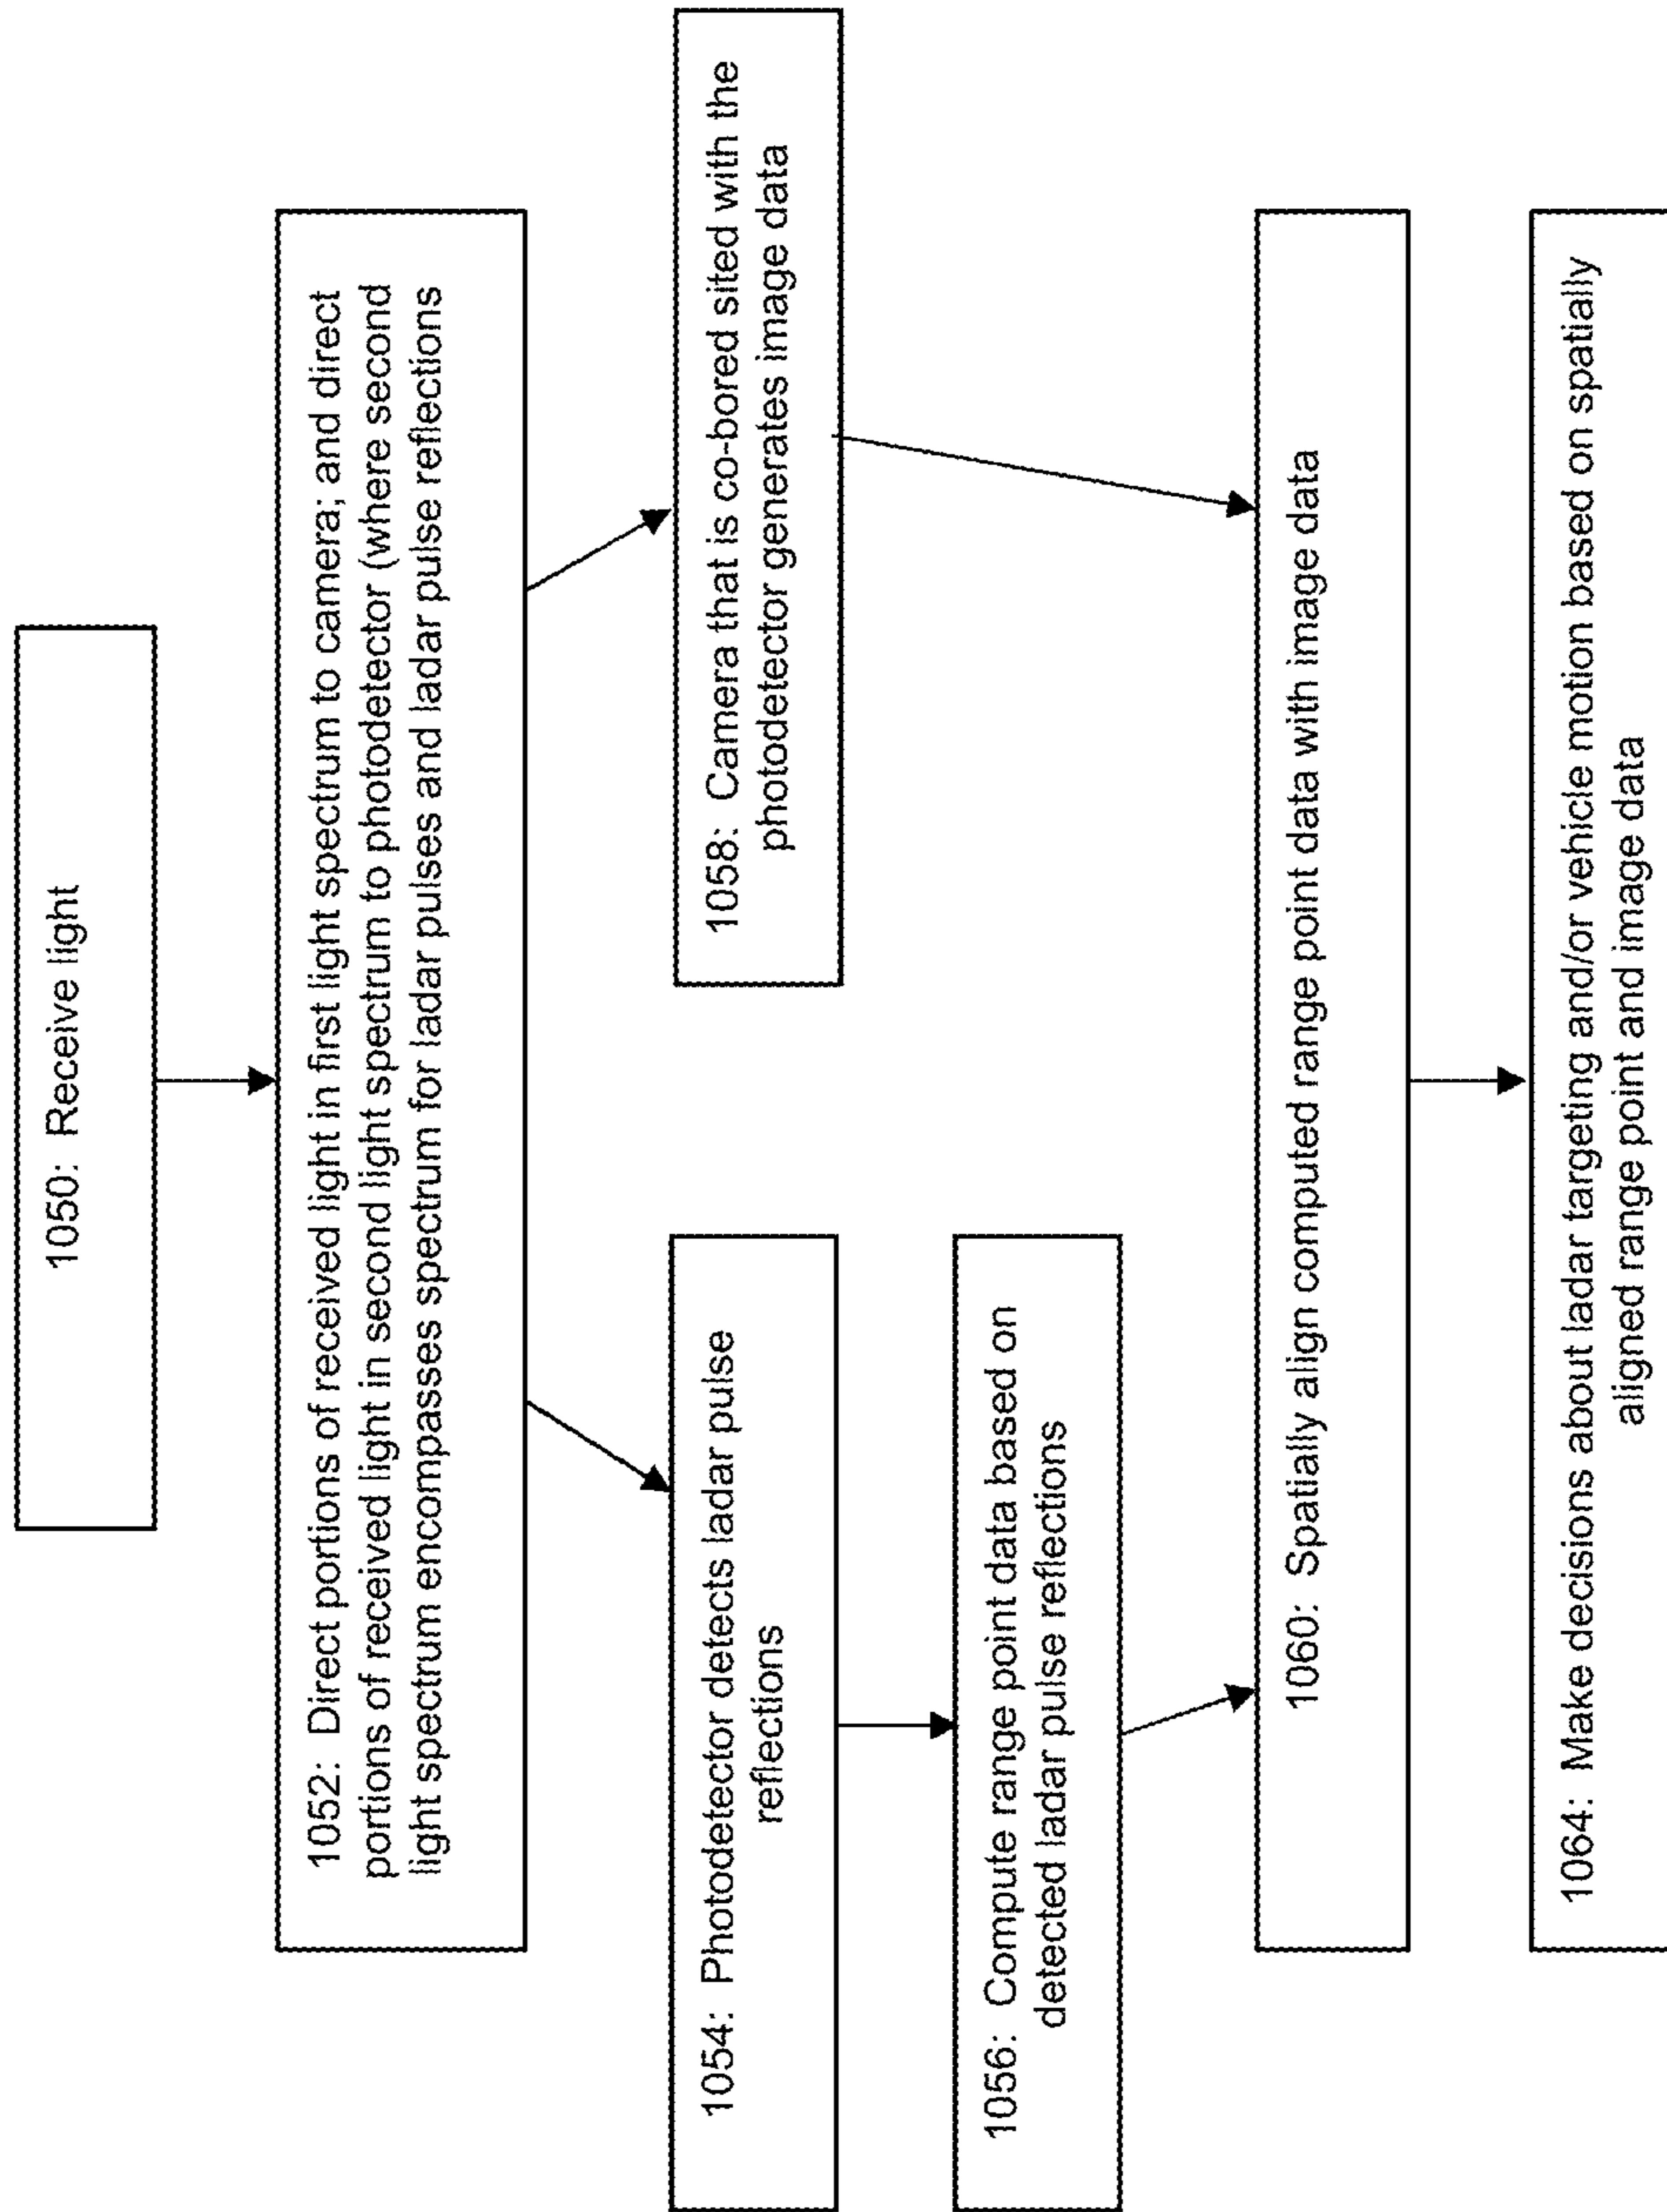 1050: Receive light
1052: Direct portions of received light in first light spectrum to camera; and direct
portions of received light in second light spectrum to photodetector (where second
light spectrum encompasses spectrum for ladar pulses and ladar pulse reflections
1054: Photodetector detects ladar pulse
reflections
1056: Compute range point data based on
detected ladar pulse reflections
1058: Camera that is co-bored sited with the
photodetector generates image data
1060: Spatially align computed range point data with image data
1064: Make decisions about ladar targeting and/or vehicle motion based on spatially
aligned range point and image data